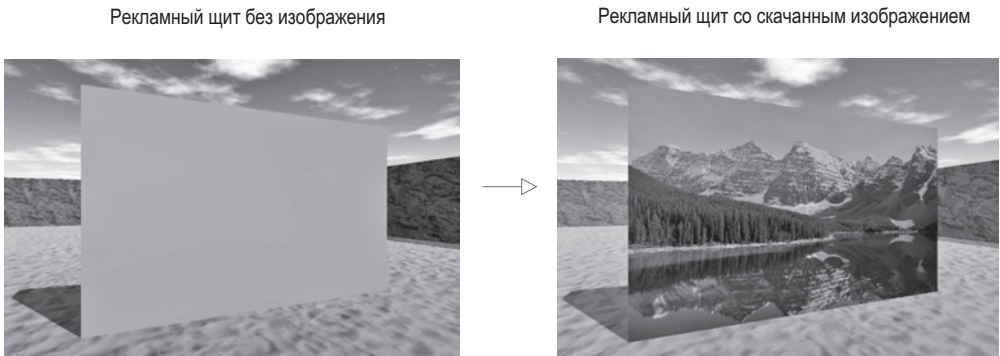 Рекламный щит без изображения
Рекламный щит со скачанным изображением